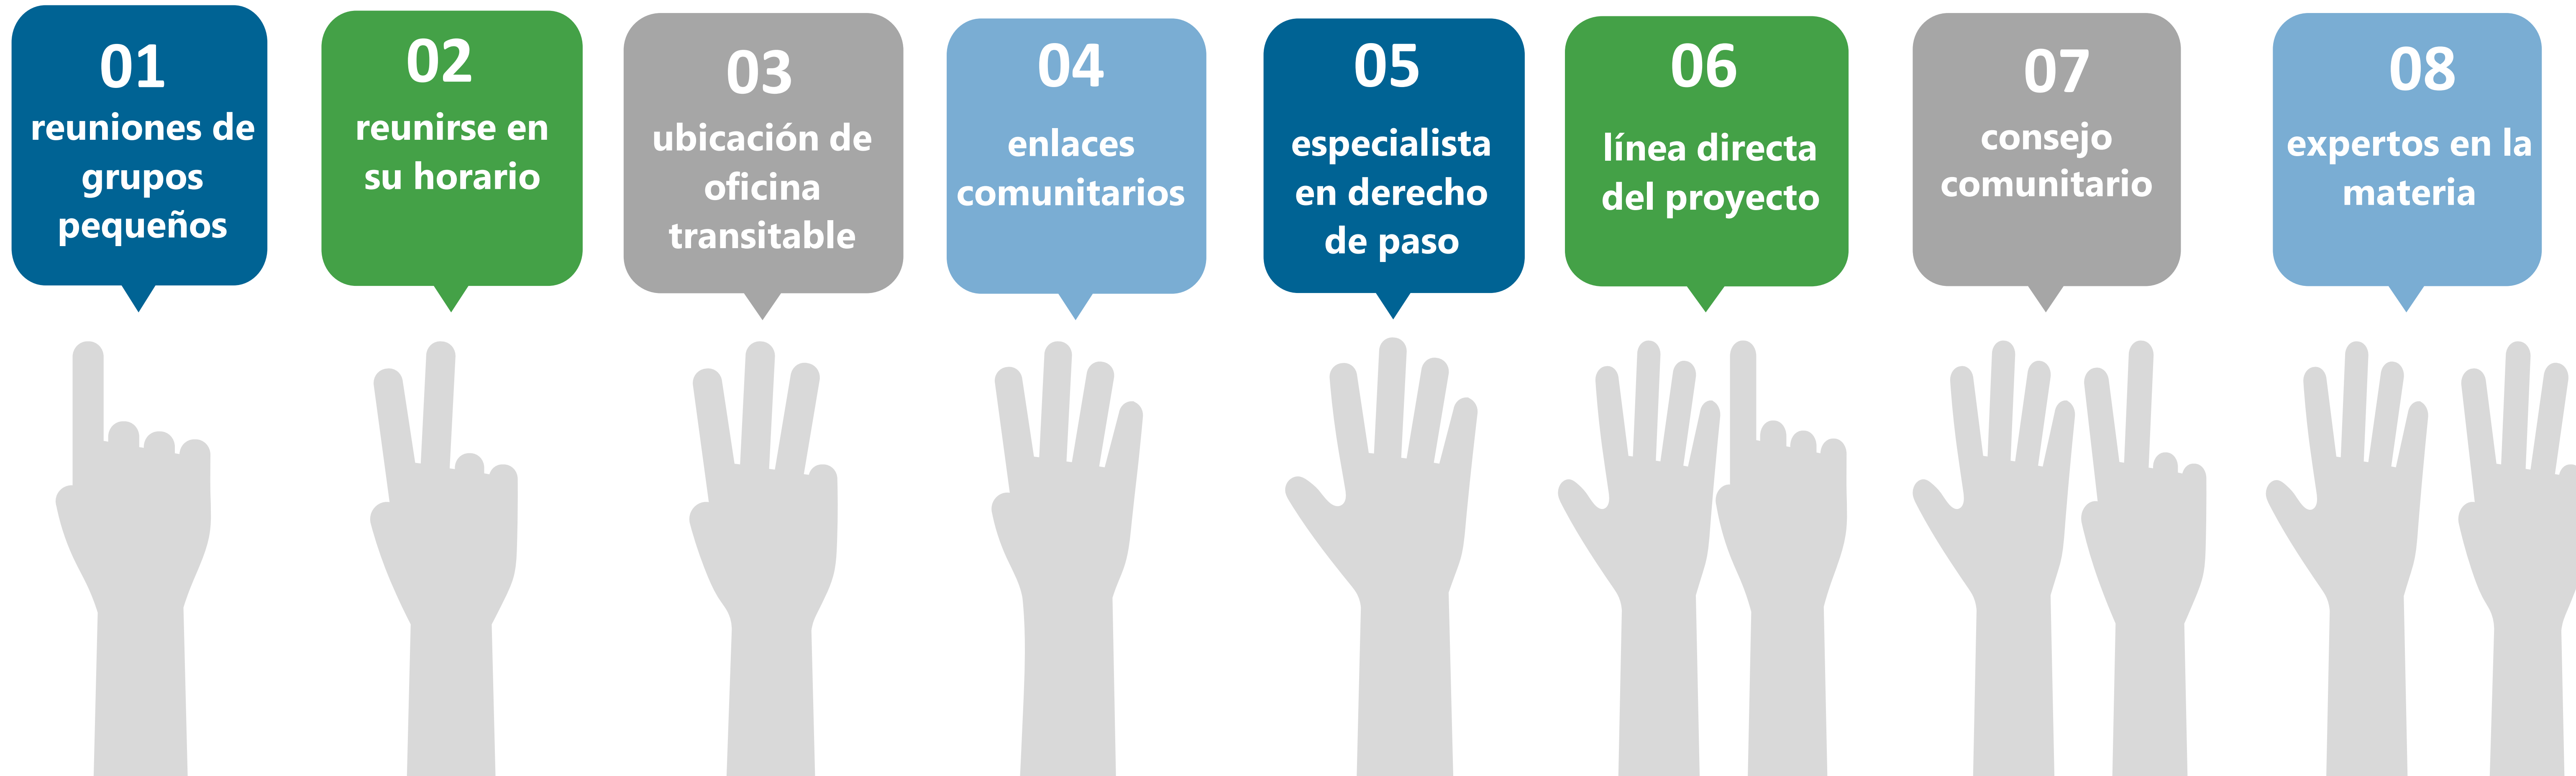 01
reuniones de
grupos
pequeños
02
reunirse en
su horario
03
ubicación de
oficina
transitable
04
enlaces
comunitarios
05
especialista
en derecho
de paso
06
línea directa
del proyecto
07
consejo
comunitario
08
expertos en la
materia